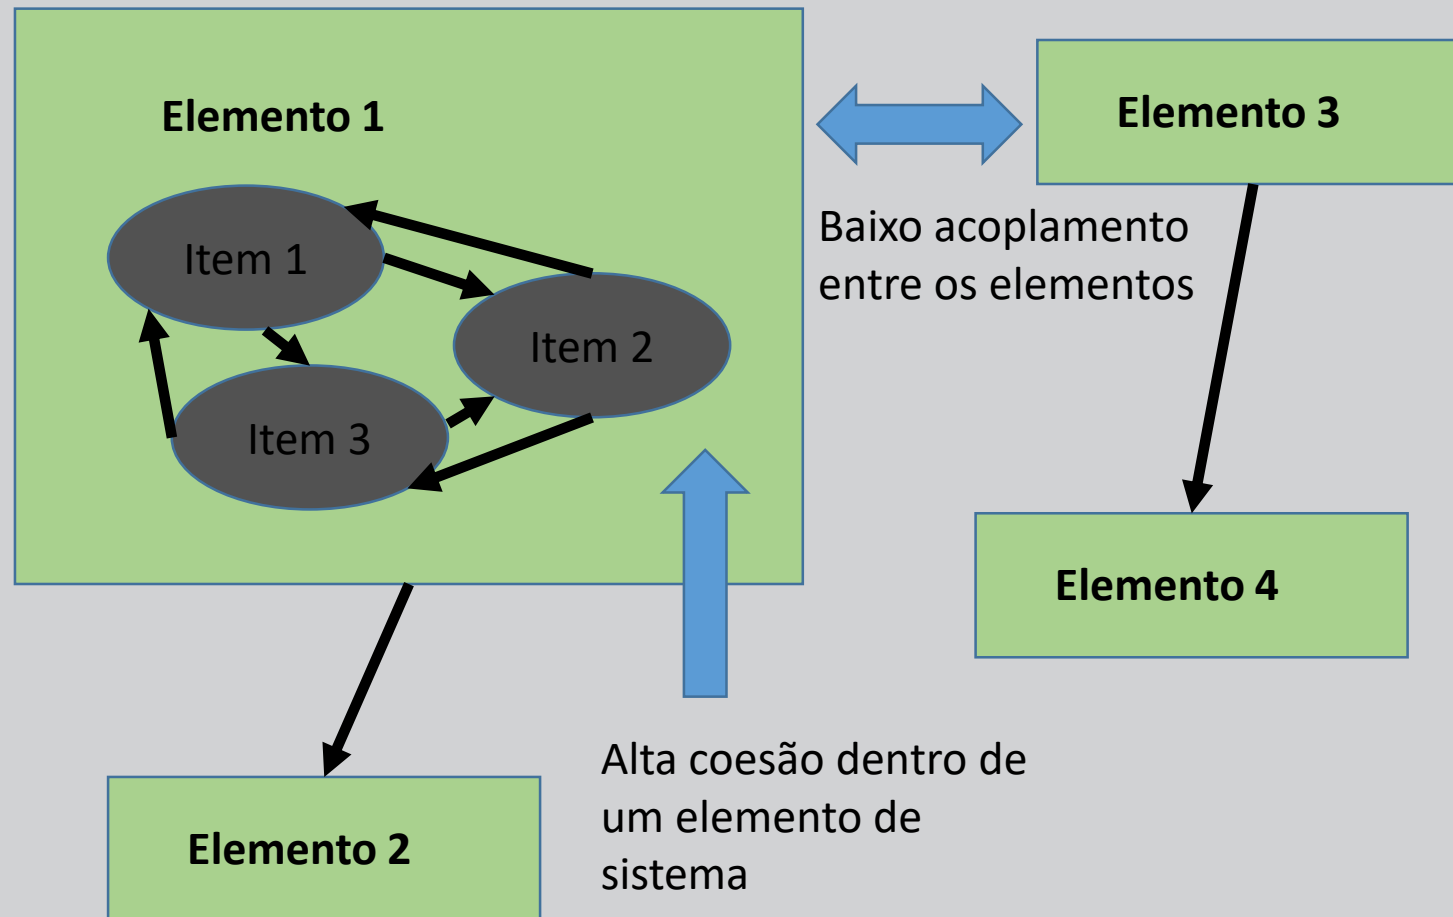 Elemento 1
Elemento 3
Baixo acoplamento
entre os elementos
Item 1
Item 2
Item 3
Elemento 4
Alta coesão dentro de
um elemento de
sistema
Elemento 2